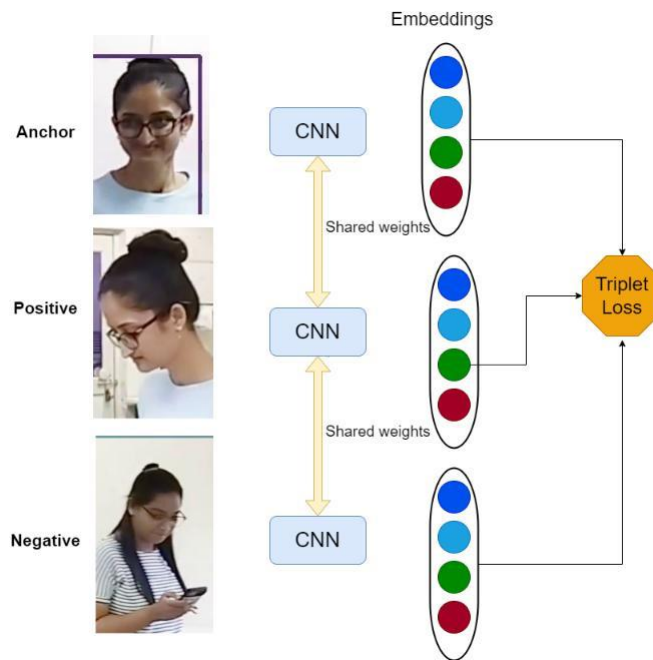 Embeddings
Anchor
CNN
Shared weights
Positive
CNN
Triplet
Loss
Shared weights
Negative
CNN